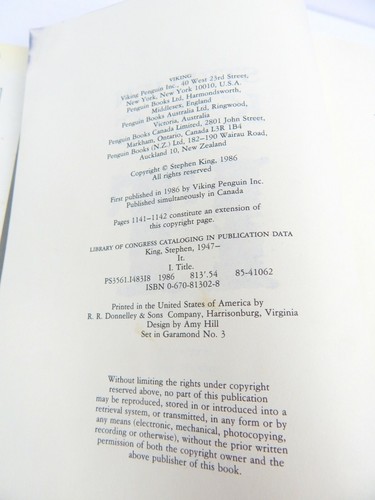 VIKING
Viking Penguin Inc., 40 West 23rd Street,
New York, New York 10010, U.S.A.
Penguin Books Ltd, Harmondsworth,
Middlesex, England
Penguin Books Australia Ltd, Ringwood,
Victoria, Australia
Penguin Books Canada Limited, 2801 John Street,
Markham, Ontario, Canada L3R 1B4
Penguin Books (N.Z.) Ltd, 182–190 Wairau Road,
Auckland 10, New Zealand
Copyright © Stephen King, 1986
All rights reserved
First published in 1986 by Viking Penguin Inc.
Published simultaneously in Canada
Pages 1141–1142 constitute an extension of
this copyright page.
LIBRARY OF CONGRESS CATALOGING IN PUBLICATION DATA
King, Stephen, 1947–
It.
I. Title.
PS3561.I483I8 1986 813'.54 85-41062
ISBN 0-670-81302-8
Printed in the United States of America by
R. R. Donnelley & Sons Company, Harrisonburg, Virginia
Design by Amy Hill
Set in Garamond No. 3
Without limiting the rights under copyright
reserved above, no part of this publication
may be reproduced, stored in or introduced into a
retrieval system, or transmitted, in any form or by
any means (electronic, mechanical, photocopying,
recording or otherwise), without the prior written
permission of both the copyright owner and the
above publisher of this book.